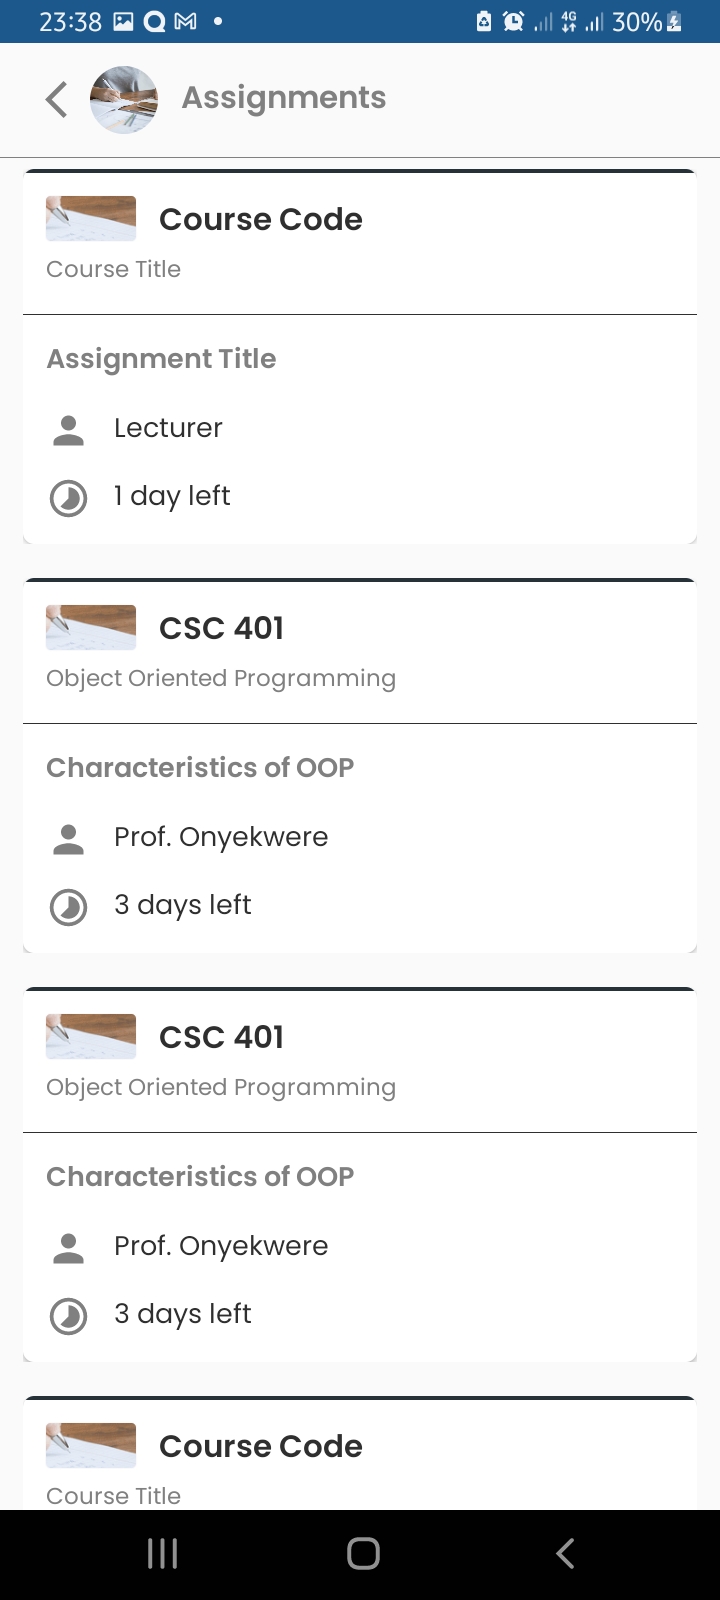 23:38
4G
30%
Assignments
Course Code
Course Title
Assignment Title
Lecturer
1 day left
CSC 401
Object Oriented Programming
Characteristics of OOP
Prof. Onyekwere
3 days left
CSC 401
Object Oriented Programming
Characteristics of OOP
Prof. Onyekwere
3 days left
Course Code
Course Title